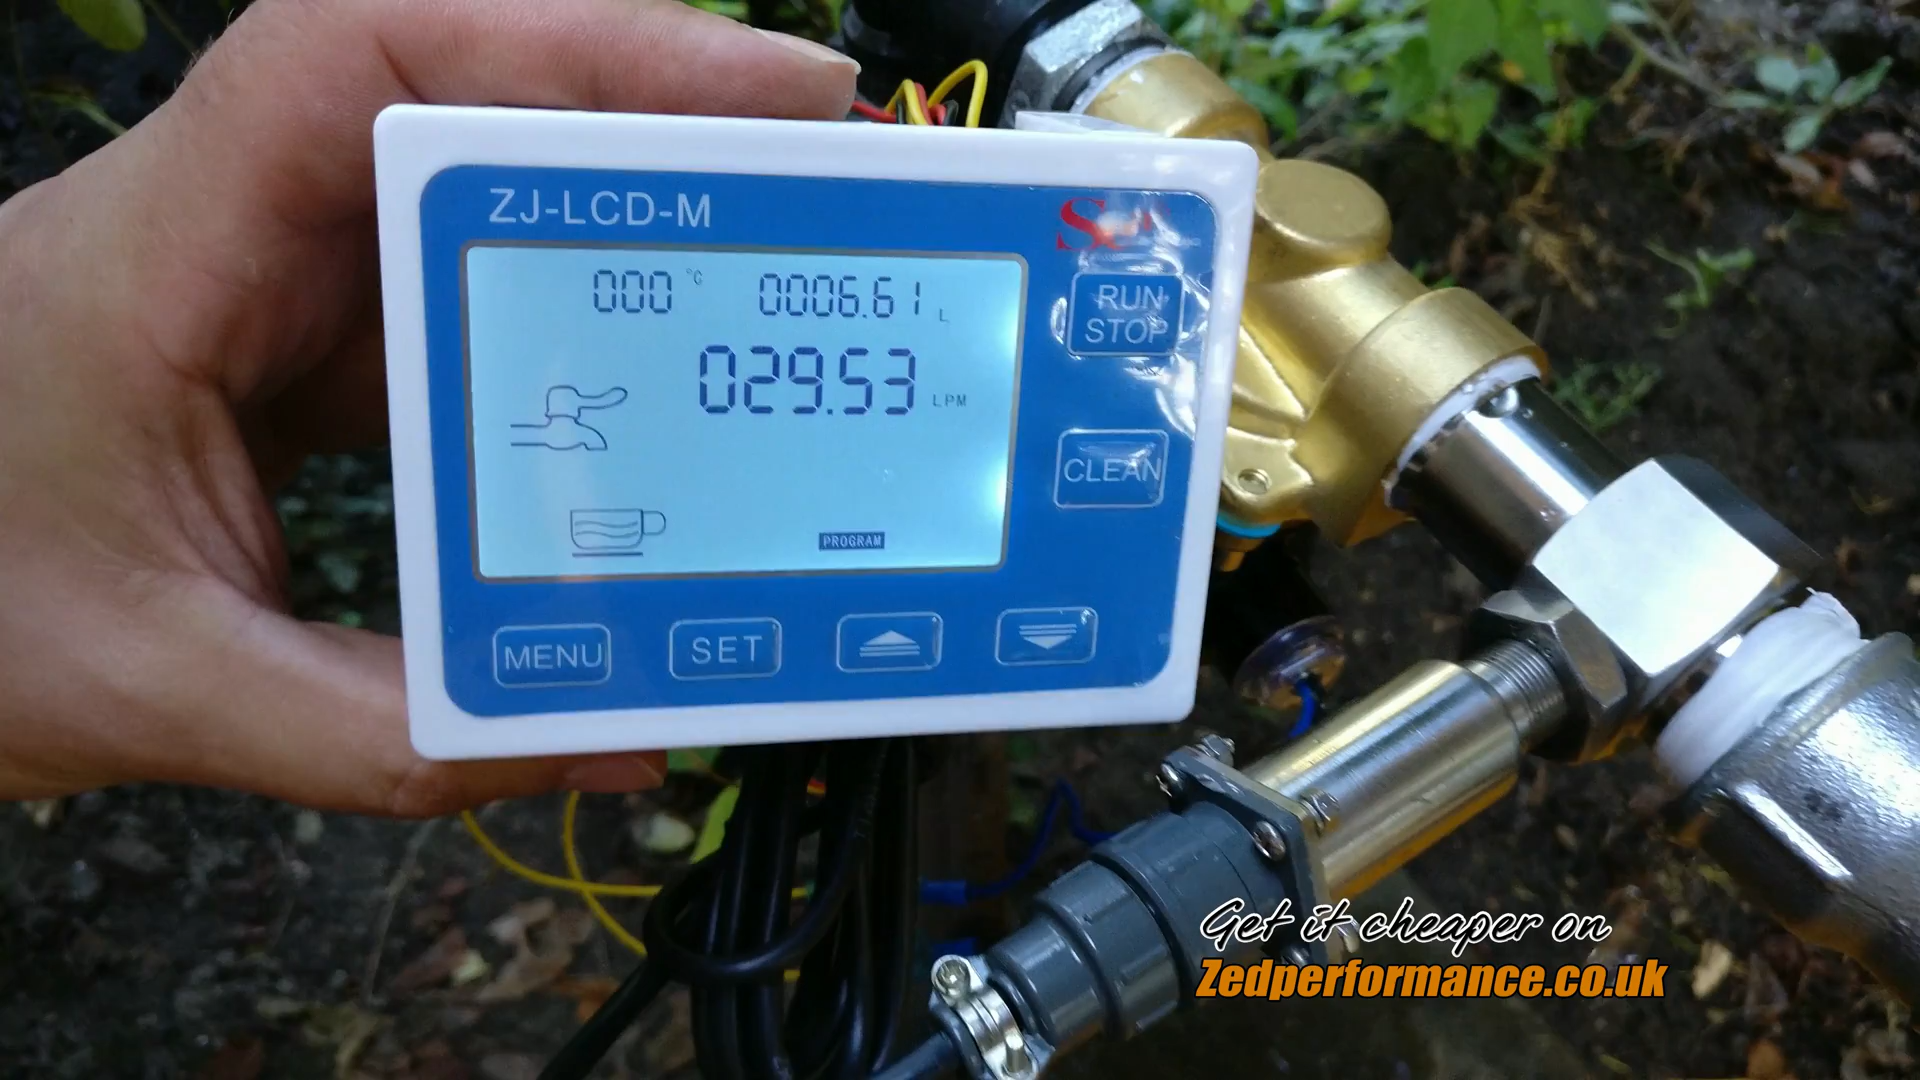 ZJ-LCD-M
000 °C 0006.61 L
029.53 LPM
PROGRAM
RUN
STOP
CLEAN
MENU SET
Get it cheaper on
Zedperformance.co.uk